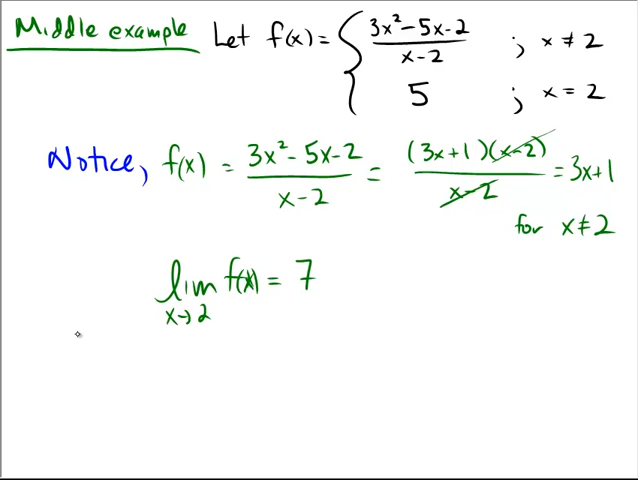 Middle example Let f(x) = { (3x² - 5x - 2)/(x - 2) ; x ≠ 2
5 ; x = 2
Notice, f(x) = (3x² - 5x - 2)/(x - 2) = ((3x+1)(x-2))/(x-2) = 3x+1
for x ≠ 2
lim x→2 f(x) = 7